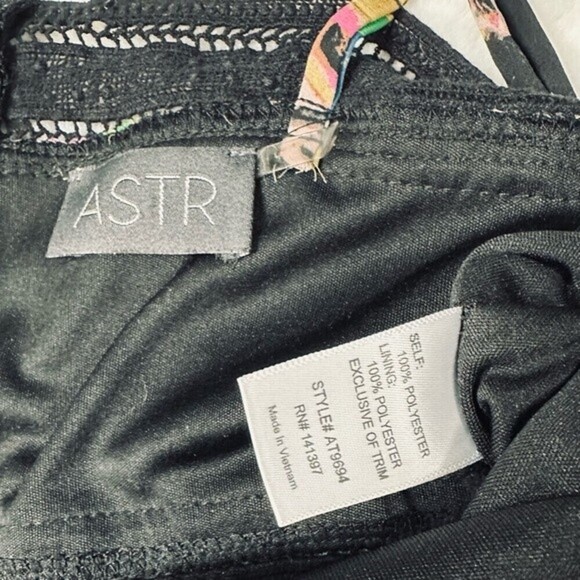 ASTR
SELF:
100% POLYESTER
LINING:
100% POLYESTER
EXCLUSIVE OF TRIM
STYLE# AT9694
RN# 141397
Made In Vietnam